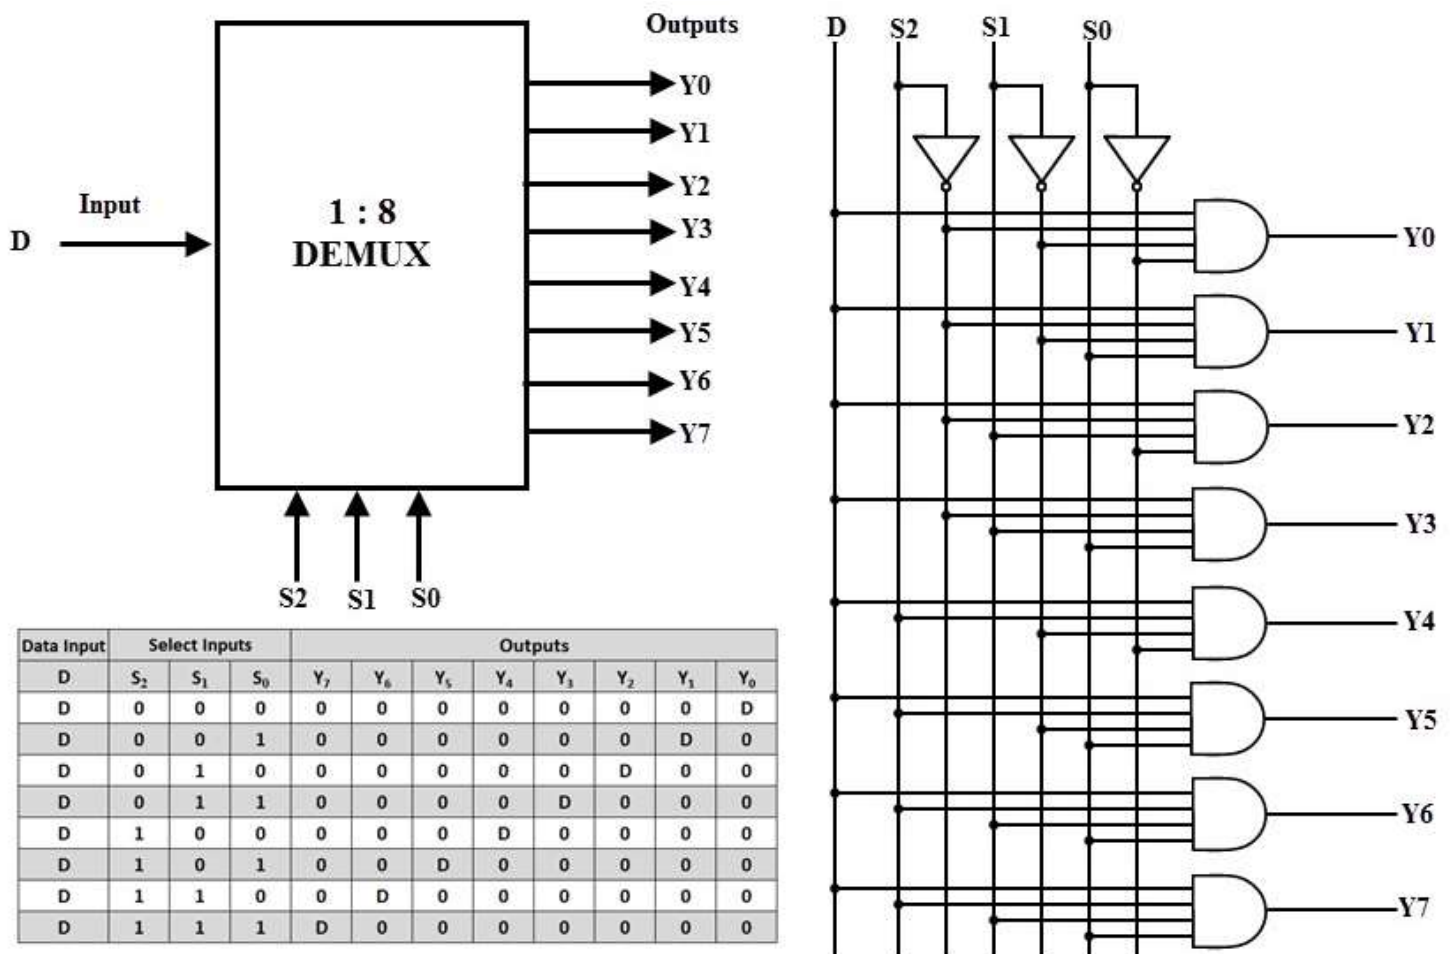 Outputs
Input
D
1 : 8
DEMUX
Y0
Y1
Y2
Y3
Y4
Y5
Y6
Y7
S2 S1 S0
Data Input Select Inputs Outputs
D S2 S1 S0 Y7 Y6 Y5 Y4 Y3 Y2 Y1 Y0
D 0 0 0 0 0 0 0 0 0 0 D
D 0 0 1 0 0 0 0 0 0 D 0
D 0 1 0 0 0 0 0 0 D 0 0
D 0 1 1 0 0 0 0 D 0 0 0
D 1 0 0 0 0 0 D 0 0 0 0
D 1 0 1 0 0 D 0 0 0 0 0
D 1 1 0 0 D 0 0 0 0 0 0
D 1 1 1 D 0 0 0 0 0 0 0
D S2 S1 S0
Y0
Y1
Y2
Y3
Y4
Y5
Y6
Y7